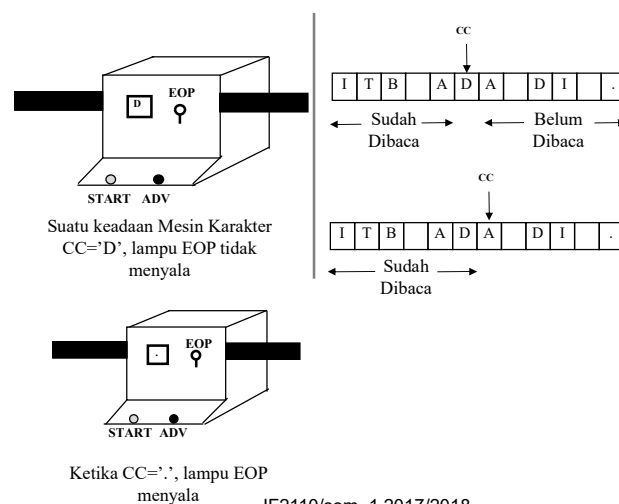 D
EOP
START ADV
Suatu keadaan Mesin Karakter
CC=’D’, lampu EOP tidak
menyala
.
EOP
START ADV
Ketika CC=’.’, lampu EOP
menyala
CC
I T B A D A D I .
Sudah Dibaca
Belum Dibaca
CC
I T B A D A D I .
Sudah
Dibaca
IF2110/sem. 1 2017/2018